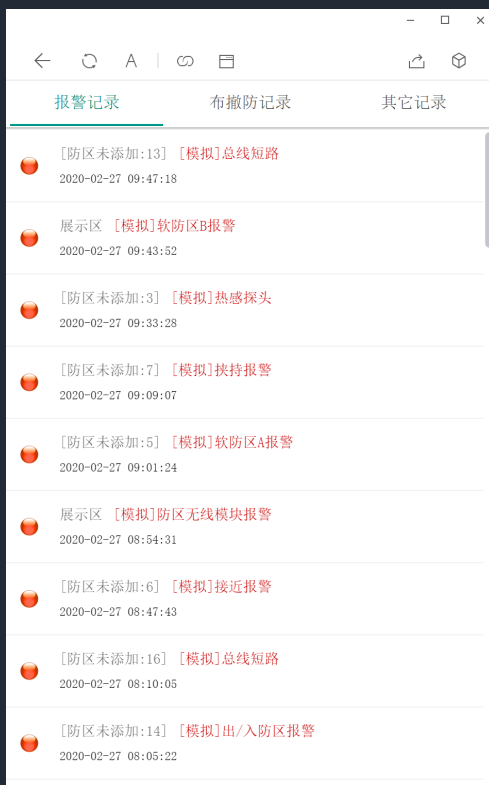 A
报警记录 布撤防记录 其它记录
[防区未添加:13] [模拟]总线短路
2020-02-27 09:47:18
展示区 [模拟]软防区B报警
2020-02-27 09:43:52
[防区未添加:3] [模拟]热感探头
2020-02-27 09:33:28
[防区未添加:7] [模拟]挟持报警
2020-02-27 09:09:07
[防区未添加:5] [模拟]软防区A报警
2020-02-27 09:01:24
展示区 [模拟]防区无线模块报警
2020-02-27 08:54:31
[防区未添加:6] [模拟]接近报警
2020-02-27 08:47:43
[防区未添加:16] [模拟]总线短路
2020-02-27 08:10:05
[防区未添加:14] [模拟]出/入防区报警
2020-02-27 08:05:22